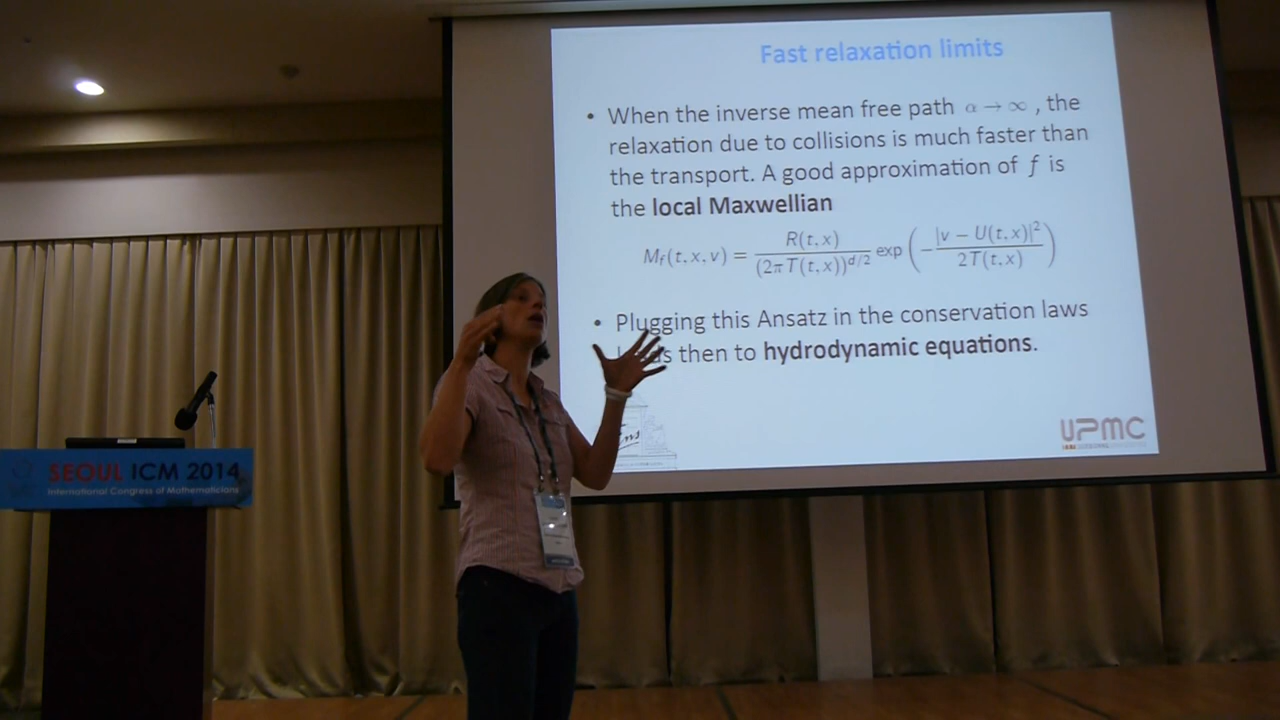 Fast relaxation limits
• When the inverse mean free path α → ∞ , the
relaxation due to collisions is much faster than
the transport. A good approximation of f is
the local Maxwellian
M_f(t, x, v) = R(t, x) / (2πT(t, x))^{d/2} exp ( − |v − U(t, x)|² / 2T(t, x) )
• Plugging this Ansatz in the conservation laws
then to hydrodynamic equations.
UPMC
SEOUL ICM 2014
International Congress of Mathematicians